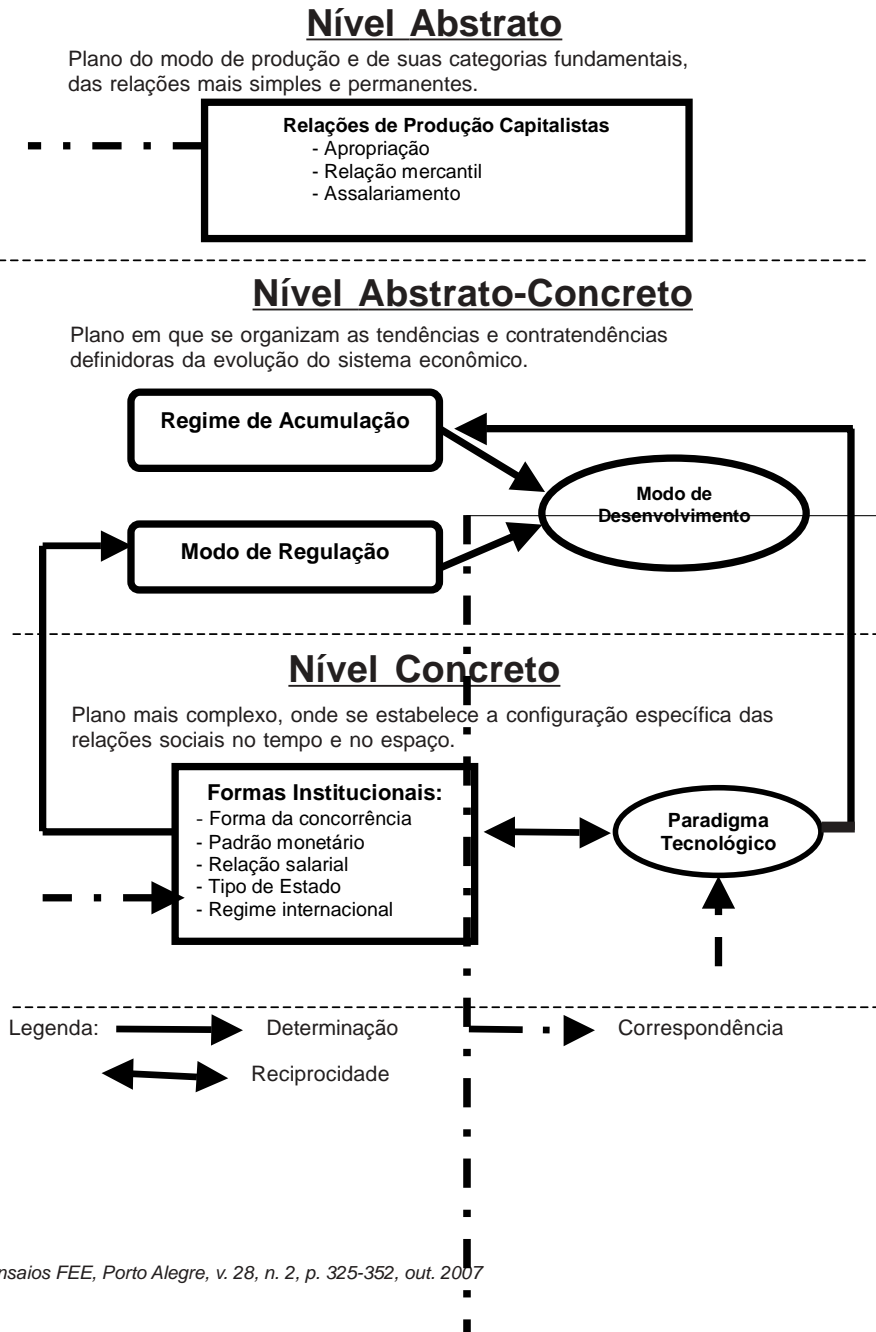 Nível Abstrato
Plano do modo de produção e de suas categorias fundamentais,
das relações mais simples e permanentes.
Relações de Produção Capitalistas
- Apropriação
- Relação mercantil
- Assalariamento
Nível Abstrato-Concreto
Plano em que se organizam as tendências e contratendências
definidoras da evolução do sistema econômico.
Regime de Acumulação
Modo de
Desenvolvimento
Modo de Regulação
Nível Concreto
Plano mais complexo, onde se estabelece a configuração específica das
relações sociais no tempo e no espaço.
Formas Institucionais:
- Forma da concorrência
- Padrão monetário
- Relação salarial
- Tipo de Estado
- Regime internacional
Paradigma
Tecnológico
Legenda: Determinação Correspondência
Reciprocidade
nsaios FEE, Porto Alegre, v. 28, n. 2, p. 325-352, out. 2007